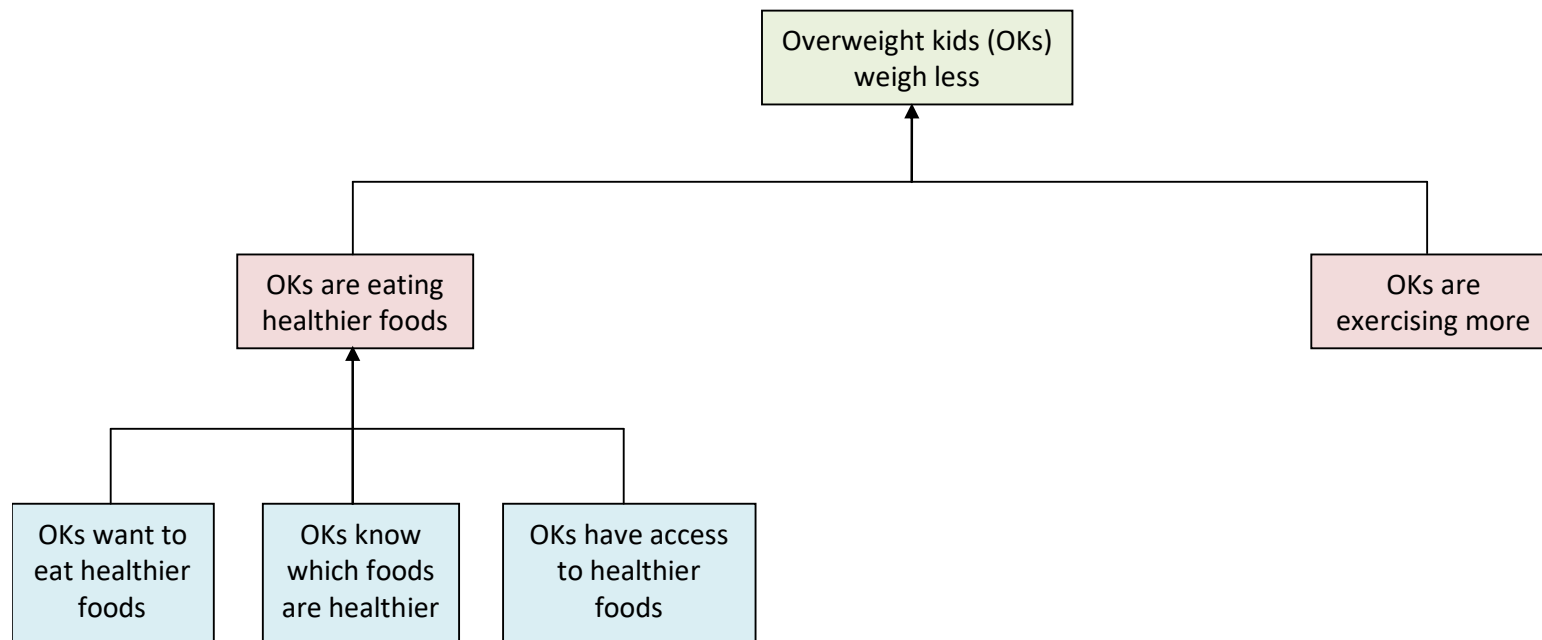 Overweight kids (OKs)
weigh less
OKs are eating
healthier foods
OKs are
exercising more
OKs want to
eat healthier
foods
OKs know
which foods
are healthier
OKs have access
to healthier
foods